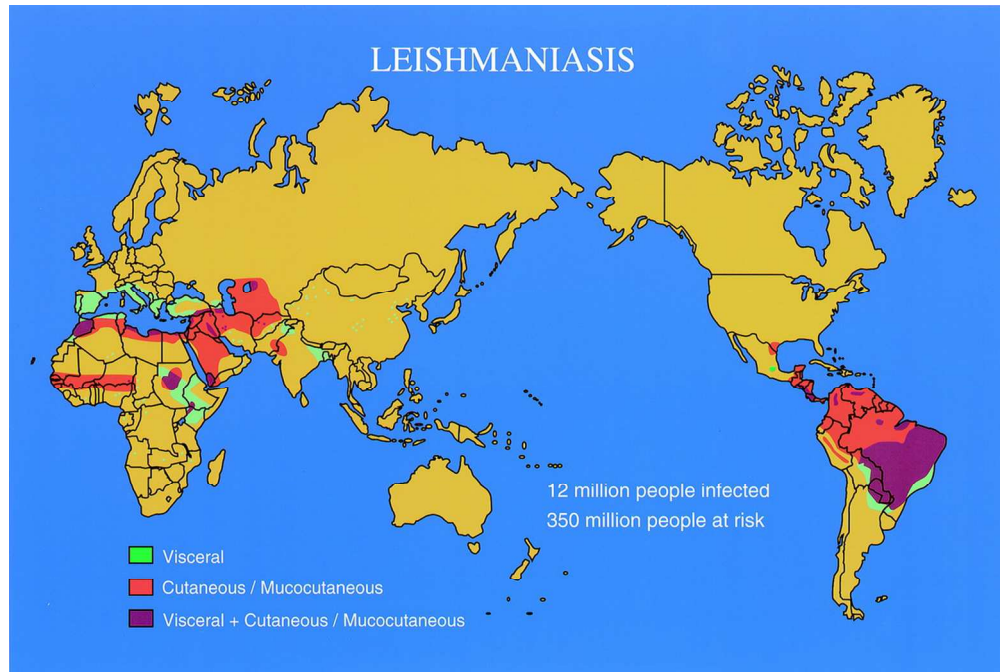 LEISHMANIASIS
12 million people infected
350 million people at risk
Visceral
Cutaneous / Mucocutaneous
Visceral + Cutaneous / Mucocutaneous